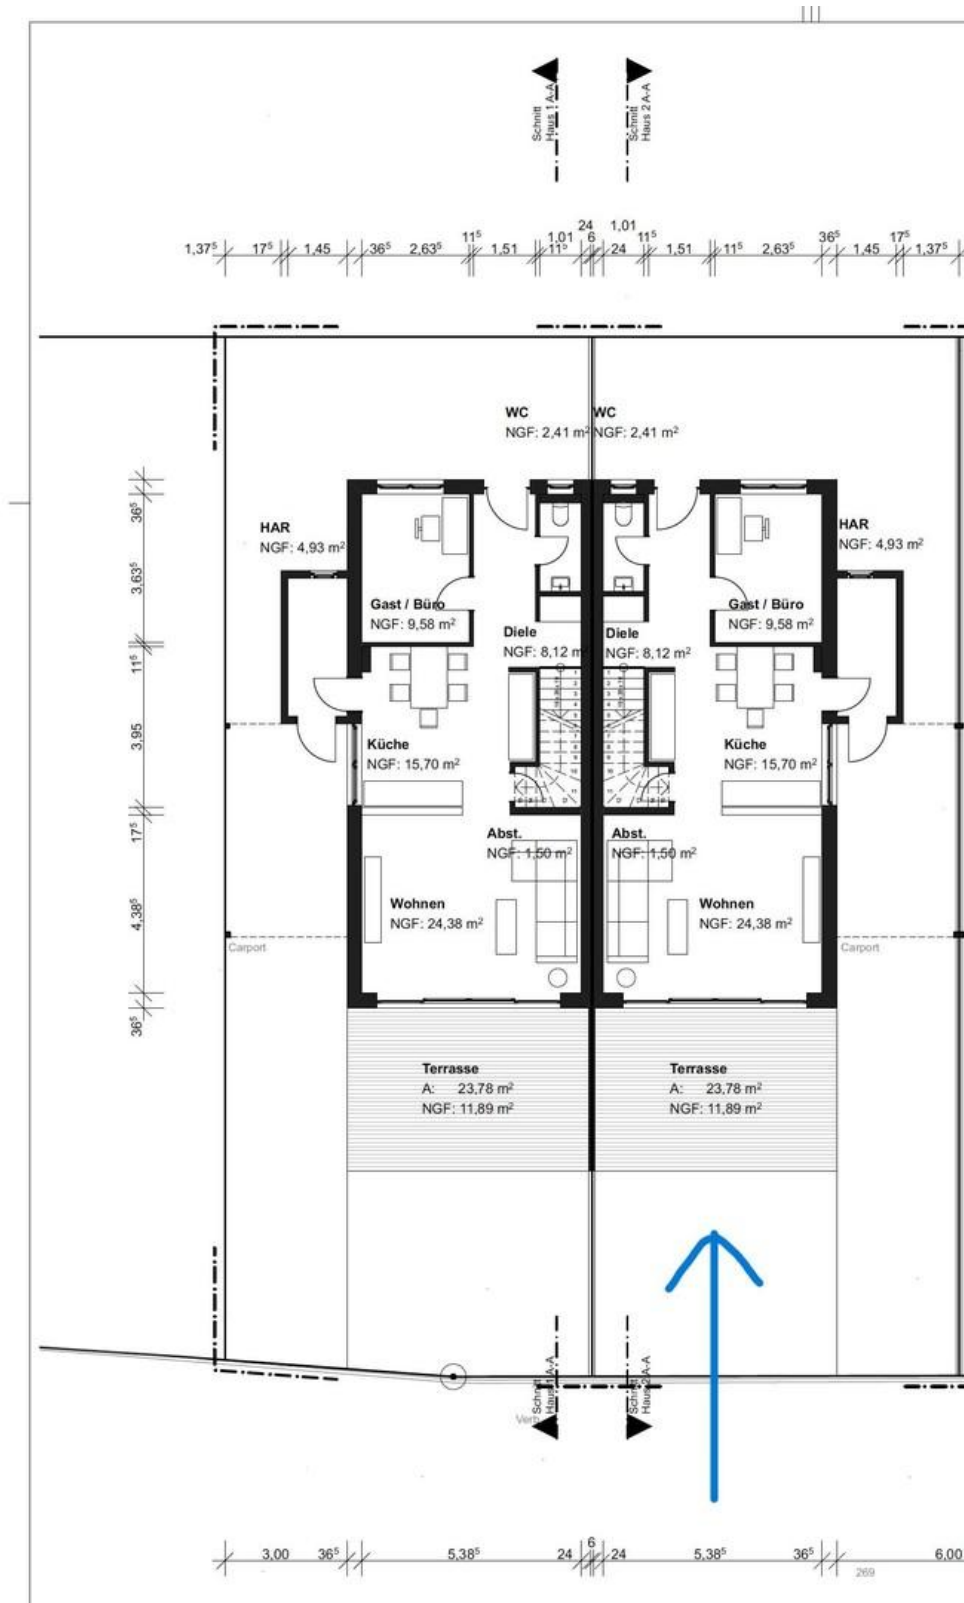 Schnitt
Haus 1 A-A
Schnitt
Haus 2 A-A
24 1,01
1,37⁵ 17⁵ 1,45 36⁵ 2,63⁵ 11⁵ 1,51 1,01 11⁵ 6 24 11⁵ 1,51 11⁵ 2,63⁵ 36⁵ 1,45 17⁵ 1,37⁵
WC
NGF: 2,41 m²
WC
NGF: 2,41 m²
36⁵
HAR
NGF: 4,93 m²
HAR
NGF: 4,93 m²
3,63⁵
Gast / Büro
NGF: 9,58 m²
Gast / Büro
NGF: 9,58 m²
Diele
NGF: 8,12 m²
Diele
NGF: 8,12 m²
11⁵
3,95
Küche
NGF: 15,70 m²
Küche
NGF: 15,70 m²
17⁵
Abst.
NGF: 1,50 m²
Abst.
NGF: 1,50 m²
4,38⁵
Wohnen
NGF: 24,38 m²
Wohnen
NGF: 24,38 m²
Carport
Carport
36⁵
Terrasse
A: 23,78 m²
NGF: 11,89 m²
Terrasse
A: 23,78 m²
NGF: 11,89 m²
Schnitt
Haus 1 A-A
Schnitt
Haus 2 A-A
Verb.
3,00 36⁵ 5,38⁵ 24 6 24 5,38⁵ 36⁵ 6,00
269